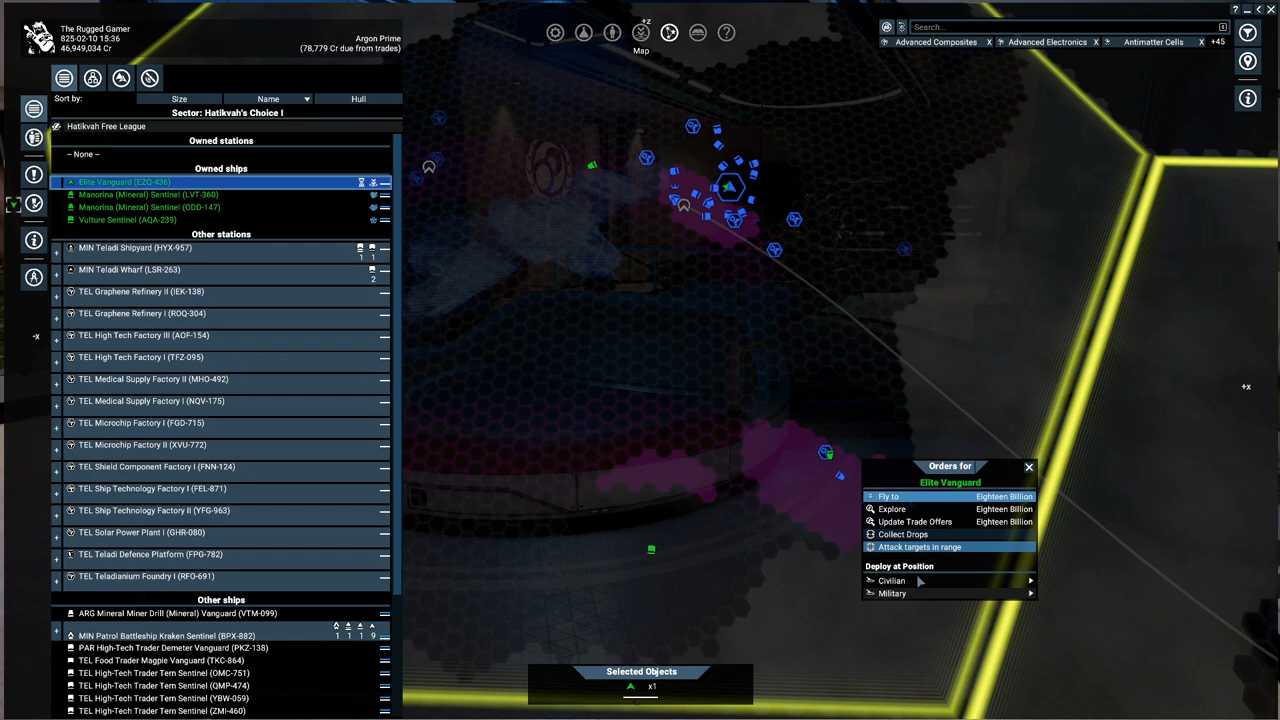 The Rugged Gamer
825-02-10 15:36
46,949,034 Cr
Argon Prime
(78,779 Cr due from trades)
+z
Map
Search...
Advanced Composites X
Advanced Electronics X
Antimatter Cells X
+45
Sort by:
Size
Name
Hull
Sector: Hatikvah's Choice I
Hatikvah Free League
Owned stations
– None –
Owned ships
Elite Vanguard (EZQ-436)
Manorina (Mineral) Sentinel (LVT-360)
Manorina (Mineral) Sentinel (ODD-147)
Vulture Sentinel (AQA-239)
Other stations
+ MIN Teladi Shipyard (HYX-957) 1 1
+ MIN Teladi Wharf (LSR-263) 2
+ TEL Graphene Refinery II (IEK-138)
+ TEL Graphene Refinery I (ROQ-304)
+ TEL High Tech Factory III (AOF-154)
+ TEL High Tech Factory I (TFZ-095)
+ TEL Medical Supply Factory II (MHO-492)
+ TEL Medical Supply Factory I (NQV-175)
+ TEL Microchip Factory I (FGD-715)
+ TEL Microchip Factory II (XVU-772)
+ TEL Shield Component Factory I (FNN-124)
+ TEL Ship Technology Factory I (FEL-871)
+ TEL Ship Technology Factory II (YFG-963)
+ TEL Solar Power Plant I (GHR-080)
+ TEL Teladi Defence Platform (FPG-782)
+ TEL Teladianium Foundry I (RFO-691)
Other ships
ARG Mineral Miner Drill (Mineral) Vanguard (VTM-099)
+ MIN Patrol Battleship Kraken Sentinel (BPX-882) 1 1 1 9
PAR High-Tech Trader Demeter Vanguard (PKZ-138)
TEL Food Trader Magpie Vanguard (TKC-864)
TEL High-Tech Trader Tern Sentinel (OMC-751)
TEL High-Tech Trader Tern Sentinel (QMP-474)
TEL High-Tech Trader Tern Sentinel (YBW-059)
TEL High-Tech Trader Tern Sentinel (ZMI-460)
-x
+x
Orders for
Elite Vanguard
Fly to Eighteen Billion
Explore Eighteen Billion
Update Trade Offers Eighteen Billion
Collect Drops
Attack targets in range
Deploy at Position
Civilian
Military
Selected Objects
x1